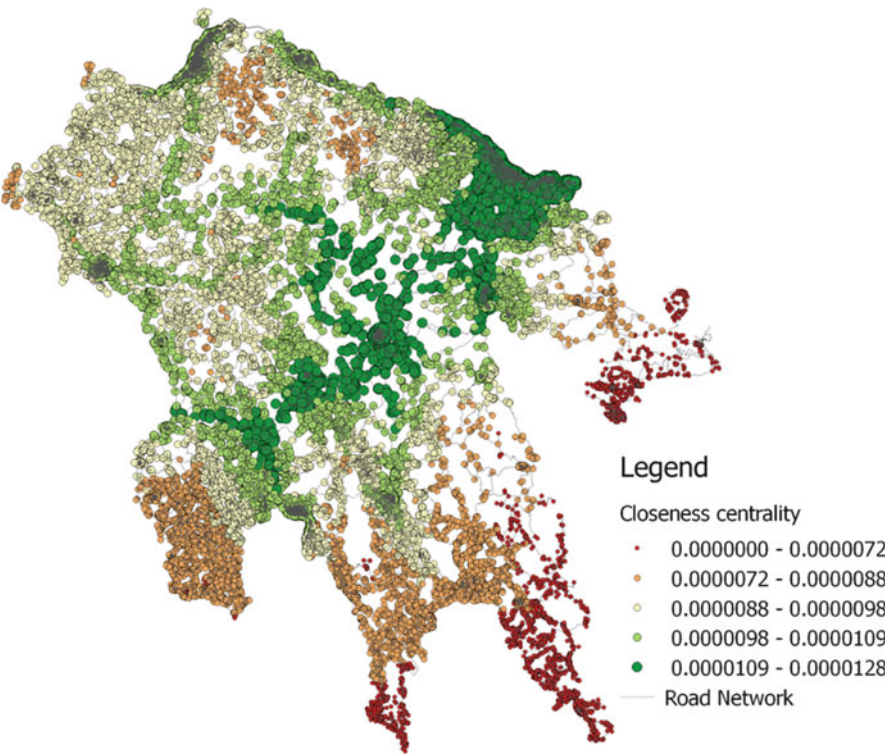 Legend
Closeness centrality
0.0000000 - 0.0000072
0.0000072 - 0.0000088
0.0000088 - 0.0000098
0.0000098 - 0.0000109
0.0000109 - 0.0000128
Road Network